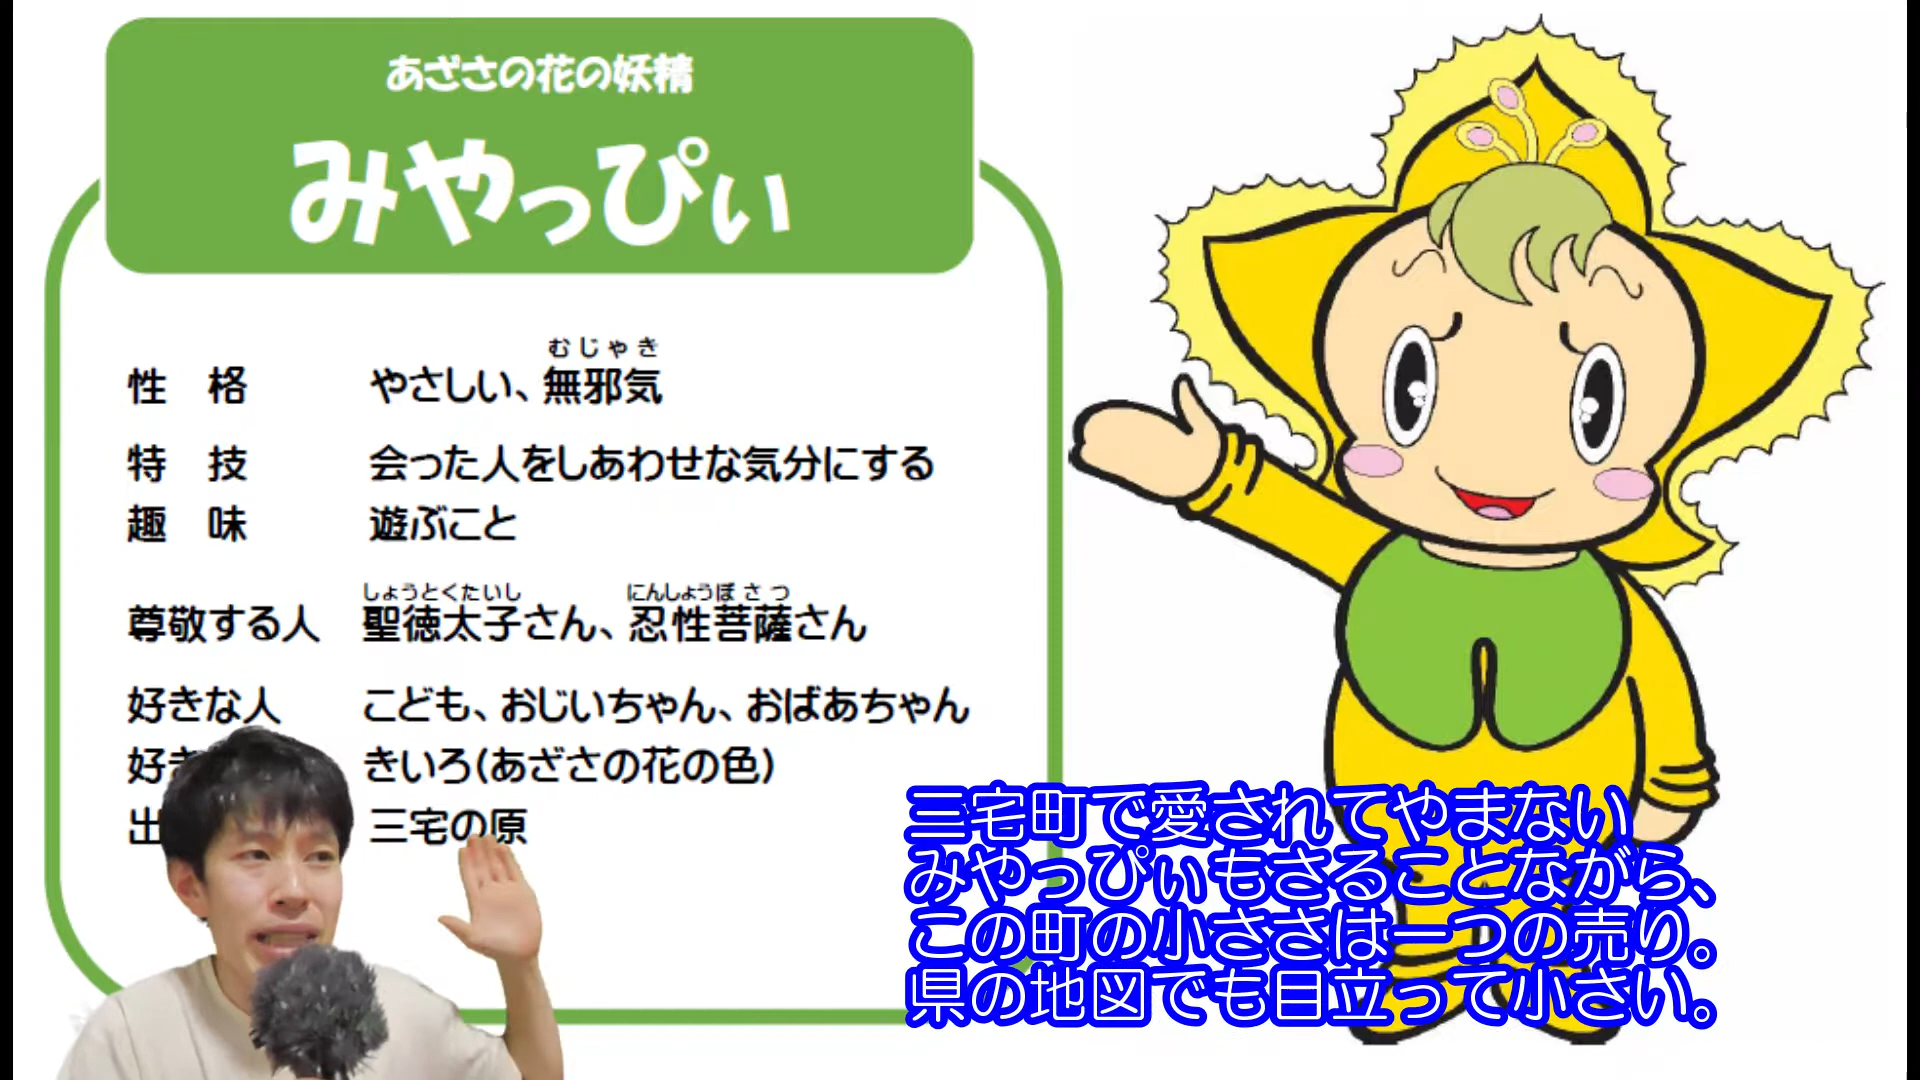 あざさの花の妖精
みやっぴぃ
むじゃき
性格 やさしい、無邪気
特技 会った人をしあわせな気分にする
趣味 遊ぶこと
しょうとくたいし にんしょうぼさつ
尊敬する人 聖徳太子さん、忍性菩薩さん
好きな人 こども、おじいちゃん、おばあちゃん
好き きいろ(あざさの花の色)
出 三宅の原
三宅町で愛されてやまない
みやっぴぃもさることながら、
この町の小ささは一つの売り。
県の地図でも目立って小さい。